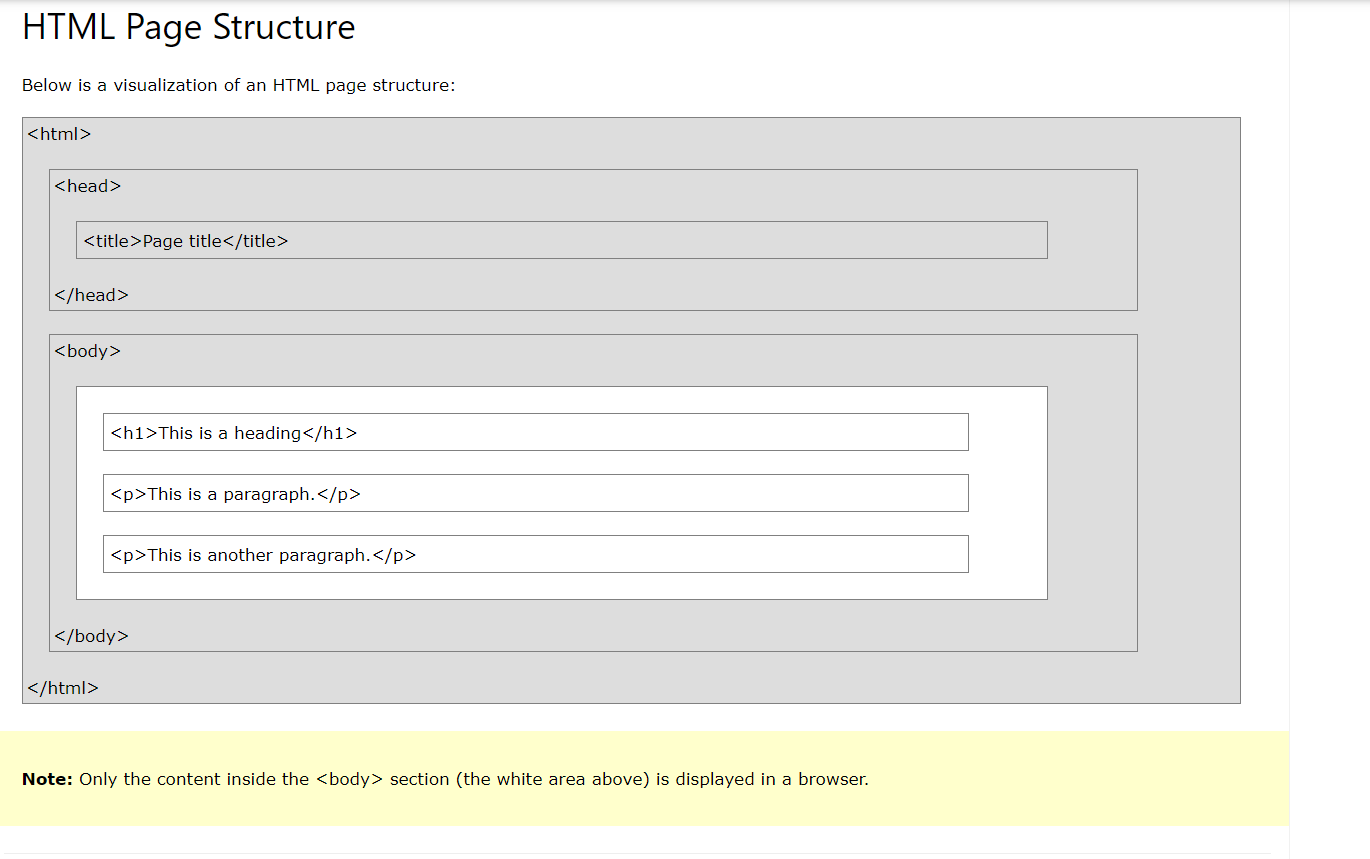 HTML Page Structure
Below is a visualization of an HTML page structure:
<html>
<head>
<title>Page title</title>
</head>
<body>
<h1>This is a heading</h1>
<p>This is a paragraph.</p>
<p>This is another paragraph.</p>
</body>
</html>
Note: Only the content inside the <body> section (the white area above) is displayed in a browser.